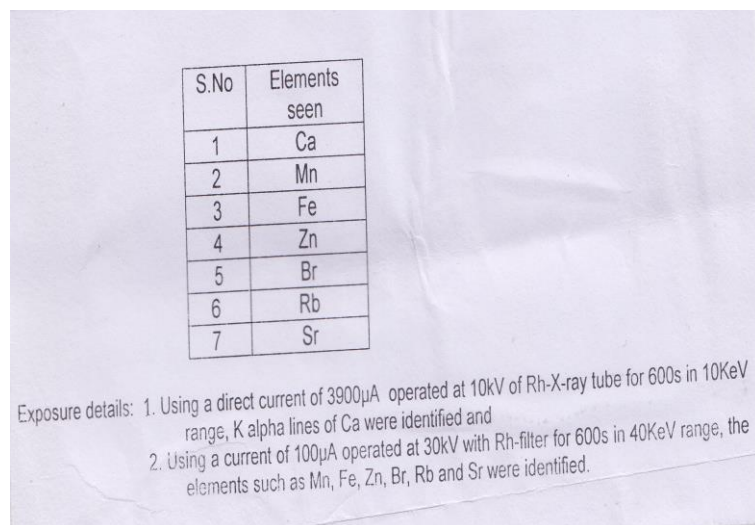 S.No Elements
seen
1 Ca
2 Mn
3 Fe
4 Zn
5 Br
6 Rb
7 Sr
Exposure details: 1. Using a direct current of 3900µA operated at 10kV of Rh-X-ray tube for 600s in 10KeV
range, K alpha lines of Ca were identified and
2. Using a current of 100µA operated at 30kV with Rh-filter for 600s in 40KeV range, the
elements such as Mn, Fe, Zn, Br, Rb and Sr were identified.